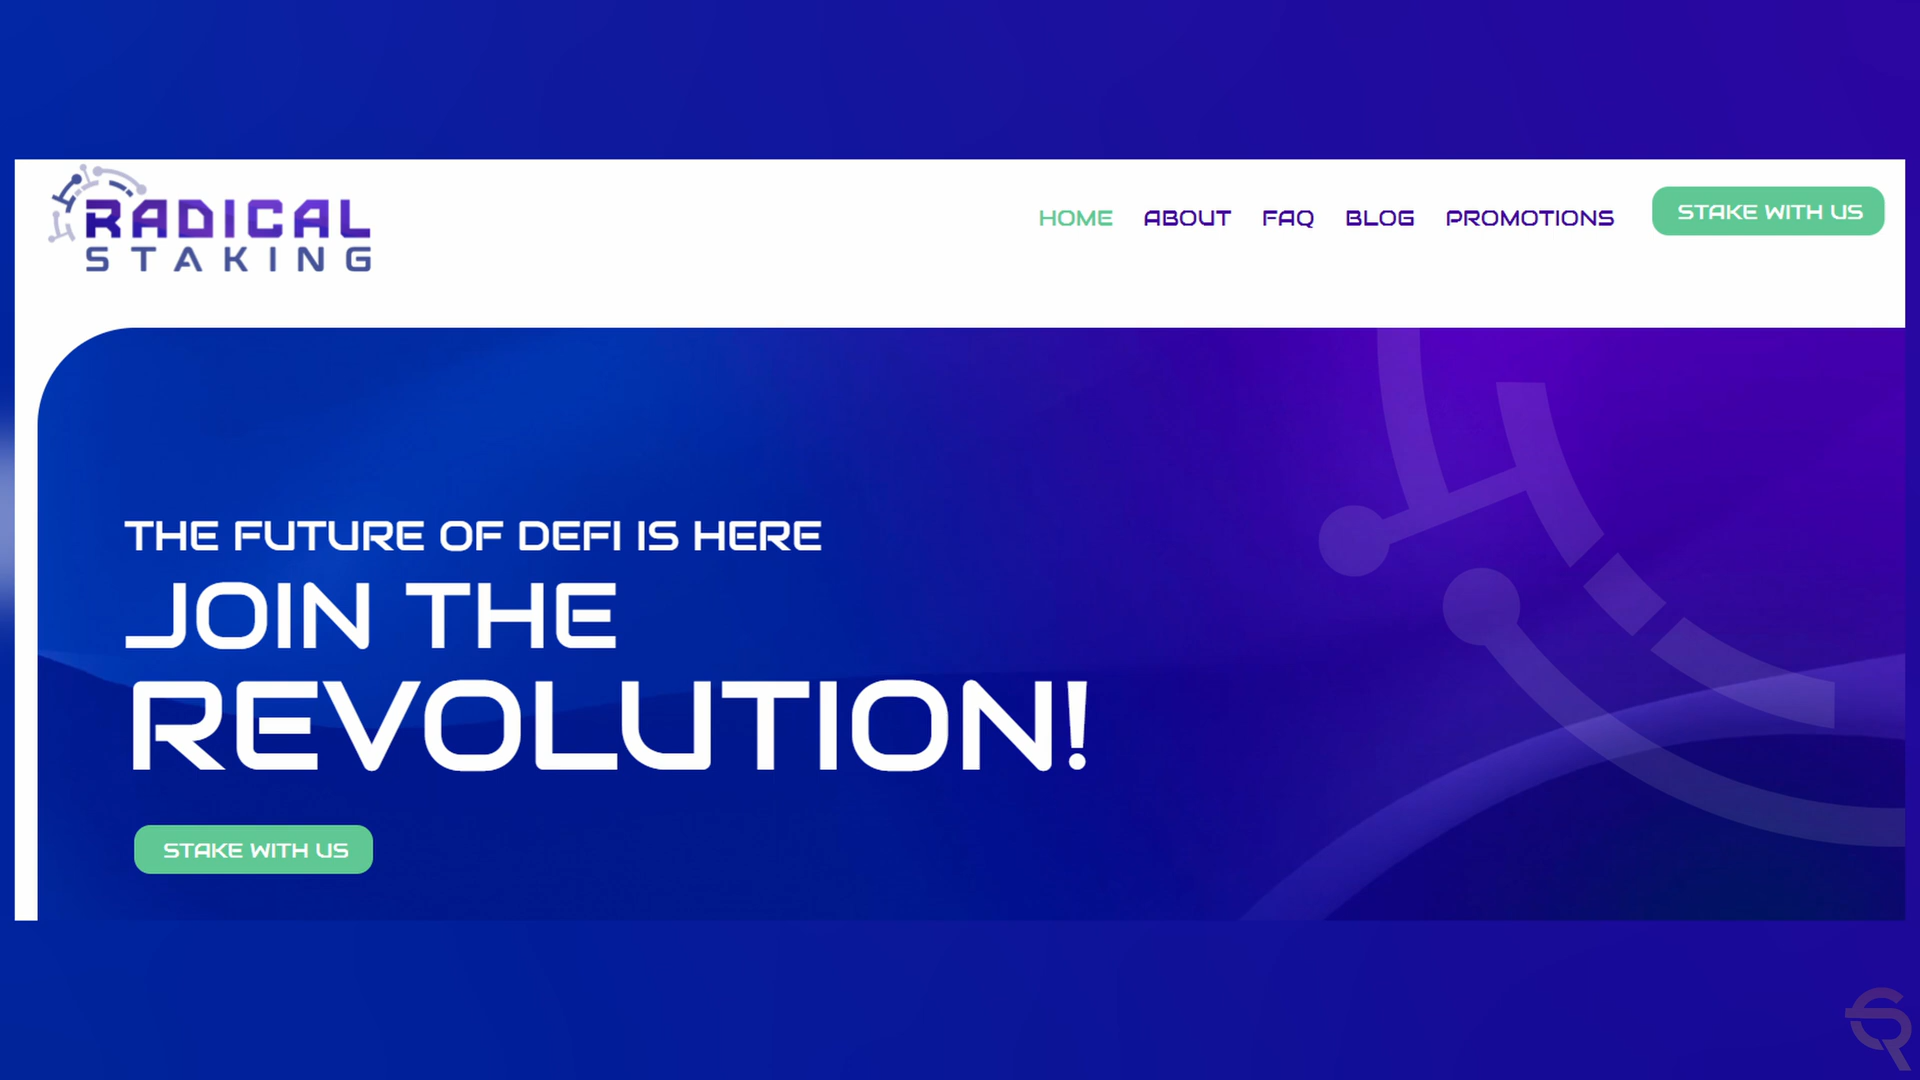 RADICAL
STAKING
HOME ABOUT FAQ BLOG PROMOTIONS STAKE WITH US
THE FUTURE OF DEFI IS HERE
JOIN THE
REVOLUTION!
STAKE WITH US